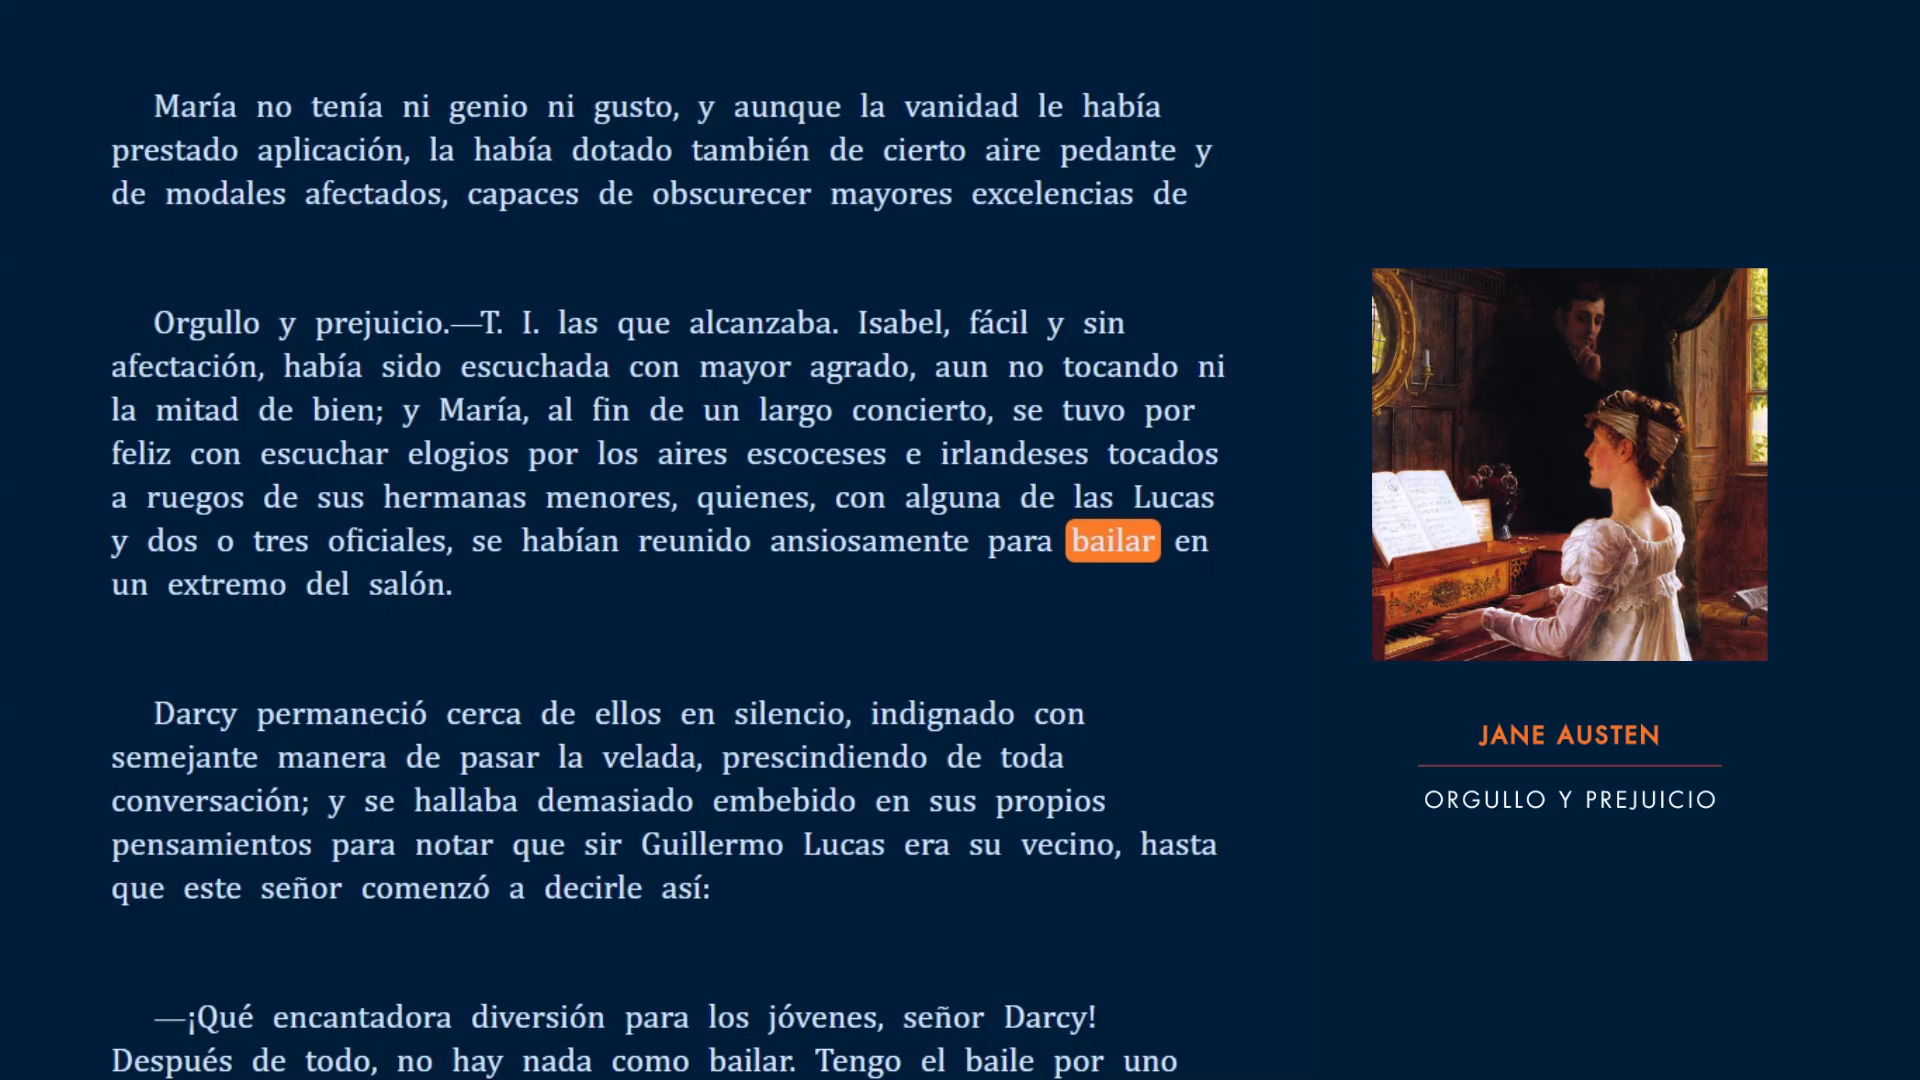 María no tenía ni genio ni gusto, y aunque la vanidad le había
prestado aplicación, la había dotado también de cierto aire pedante y
de modales afectados, capaces de obscurecer mayores excelencias de
Orgullo y prejuicio.—T. I. las que alcanzaba. Isabel, fácil y sin
afectación, había sido escuchada con mayor agrado, aun no tocando ni
la mitad de bien; y María, al fin de un largo concierto, se tuvo por
feliz con escuchar elogios por los aires escoceses e irlandeses tocados
a ruegos de sus hermanas menores, quienes, con alguna de las Lucas
y dos o tres oficiales, se habían reunido ansiosamente para bailar en
un extremo del salón.
Darcy permaneció cerca de ellos en silencio, indignado con
semejante manera de pasar la velada, prescindiendo de toda
conversación; y se hallaba demasiado embebido en sus propios
pensamientos para notar que sir Guillermo Lucas era su vecino, hasta
que este señor comenzó a decirle así:
—¡Qué encantadora diversión para los jóvenes, señor Darcy!
Después de todo, no hay nada como bailar. Tengo el baile por uno
JANE AUSTEN
ORGULLO Y PREJUICIO